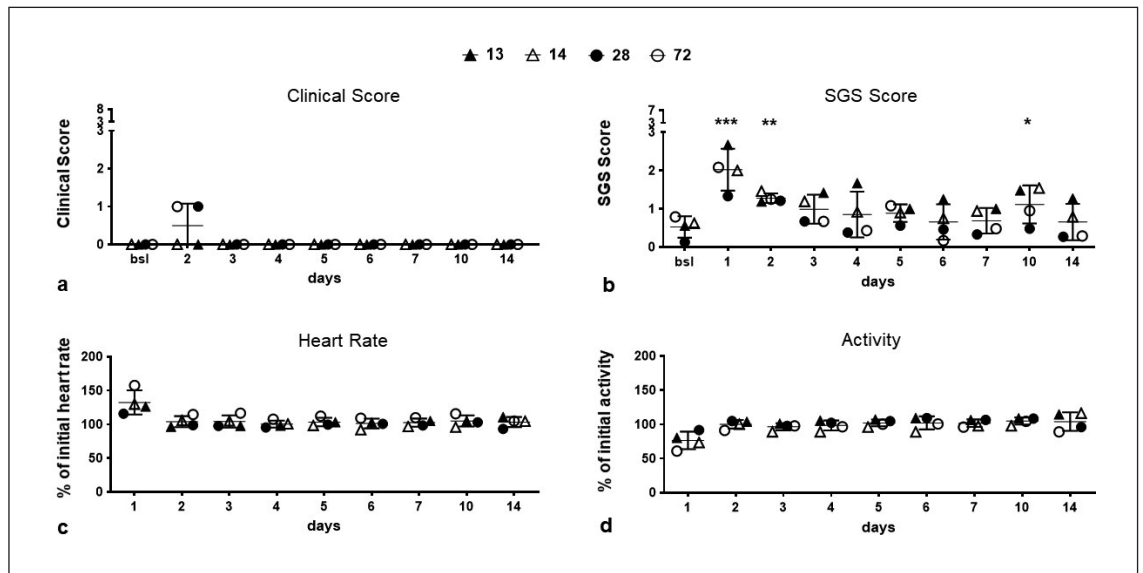 13 14 28 72
Clinical Score
8
3
3
2
1
0
Clinical Score
bsl 2 3 4 5 6 7 10 14
days
a
SGS Score
*** ** *
7
3
3
2
1
0
SGS Score
bsl 1 2 3 4 5 6 7 10 14
days
b
Heart Rate
200
150
100
50
0
% of initial heart rate
1 2 3 4 5 6 7 10 14
days
c
Activity
200
150
100
50
0
% of initial activity
1 2 3 4 5 6 7 10 14
days
d